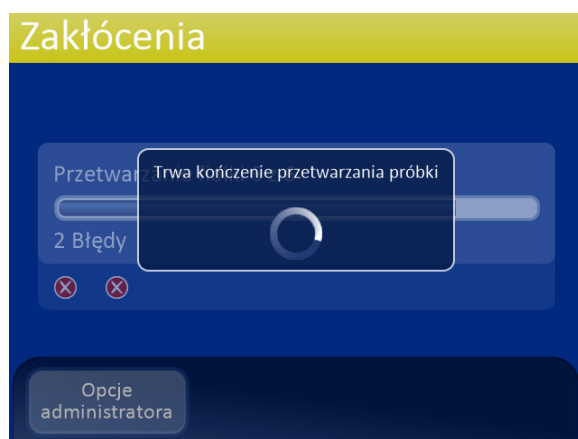 Zakłócenia
Trwa kończenie przetwarzania próbki
2 Błędy
Opcje
administratora